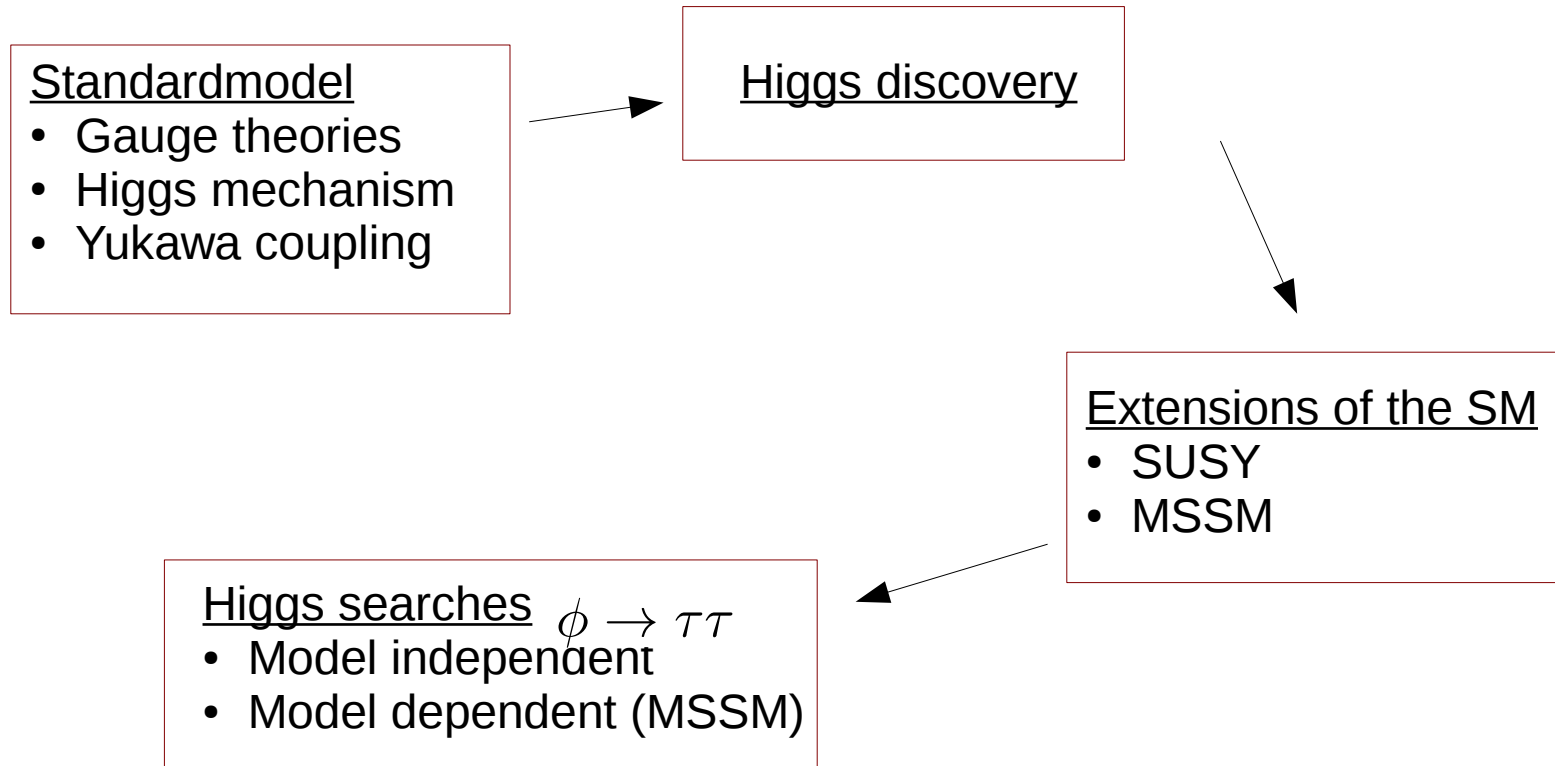 Standardmodel
• Gauge theories
• Higgs mechanism
• Yukawa coupling
Higgs discovery
Extensions of the SM
• SUSY
• MSSM
Higgs searches ϕ → ττ
• Model independent
• Model dependent (MSSM)